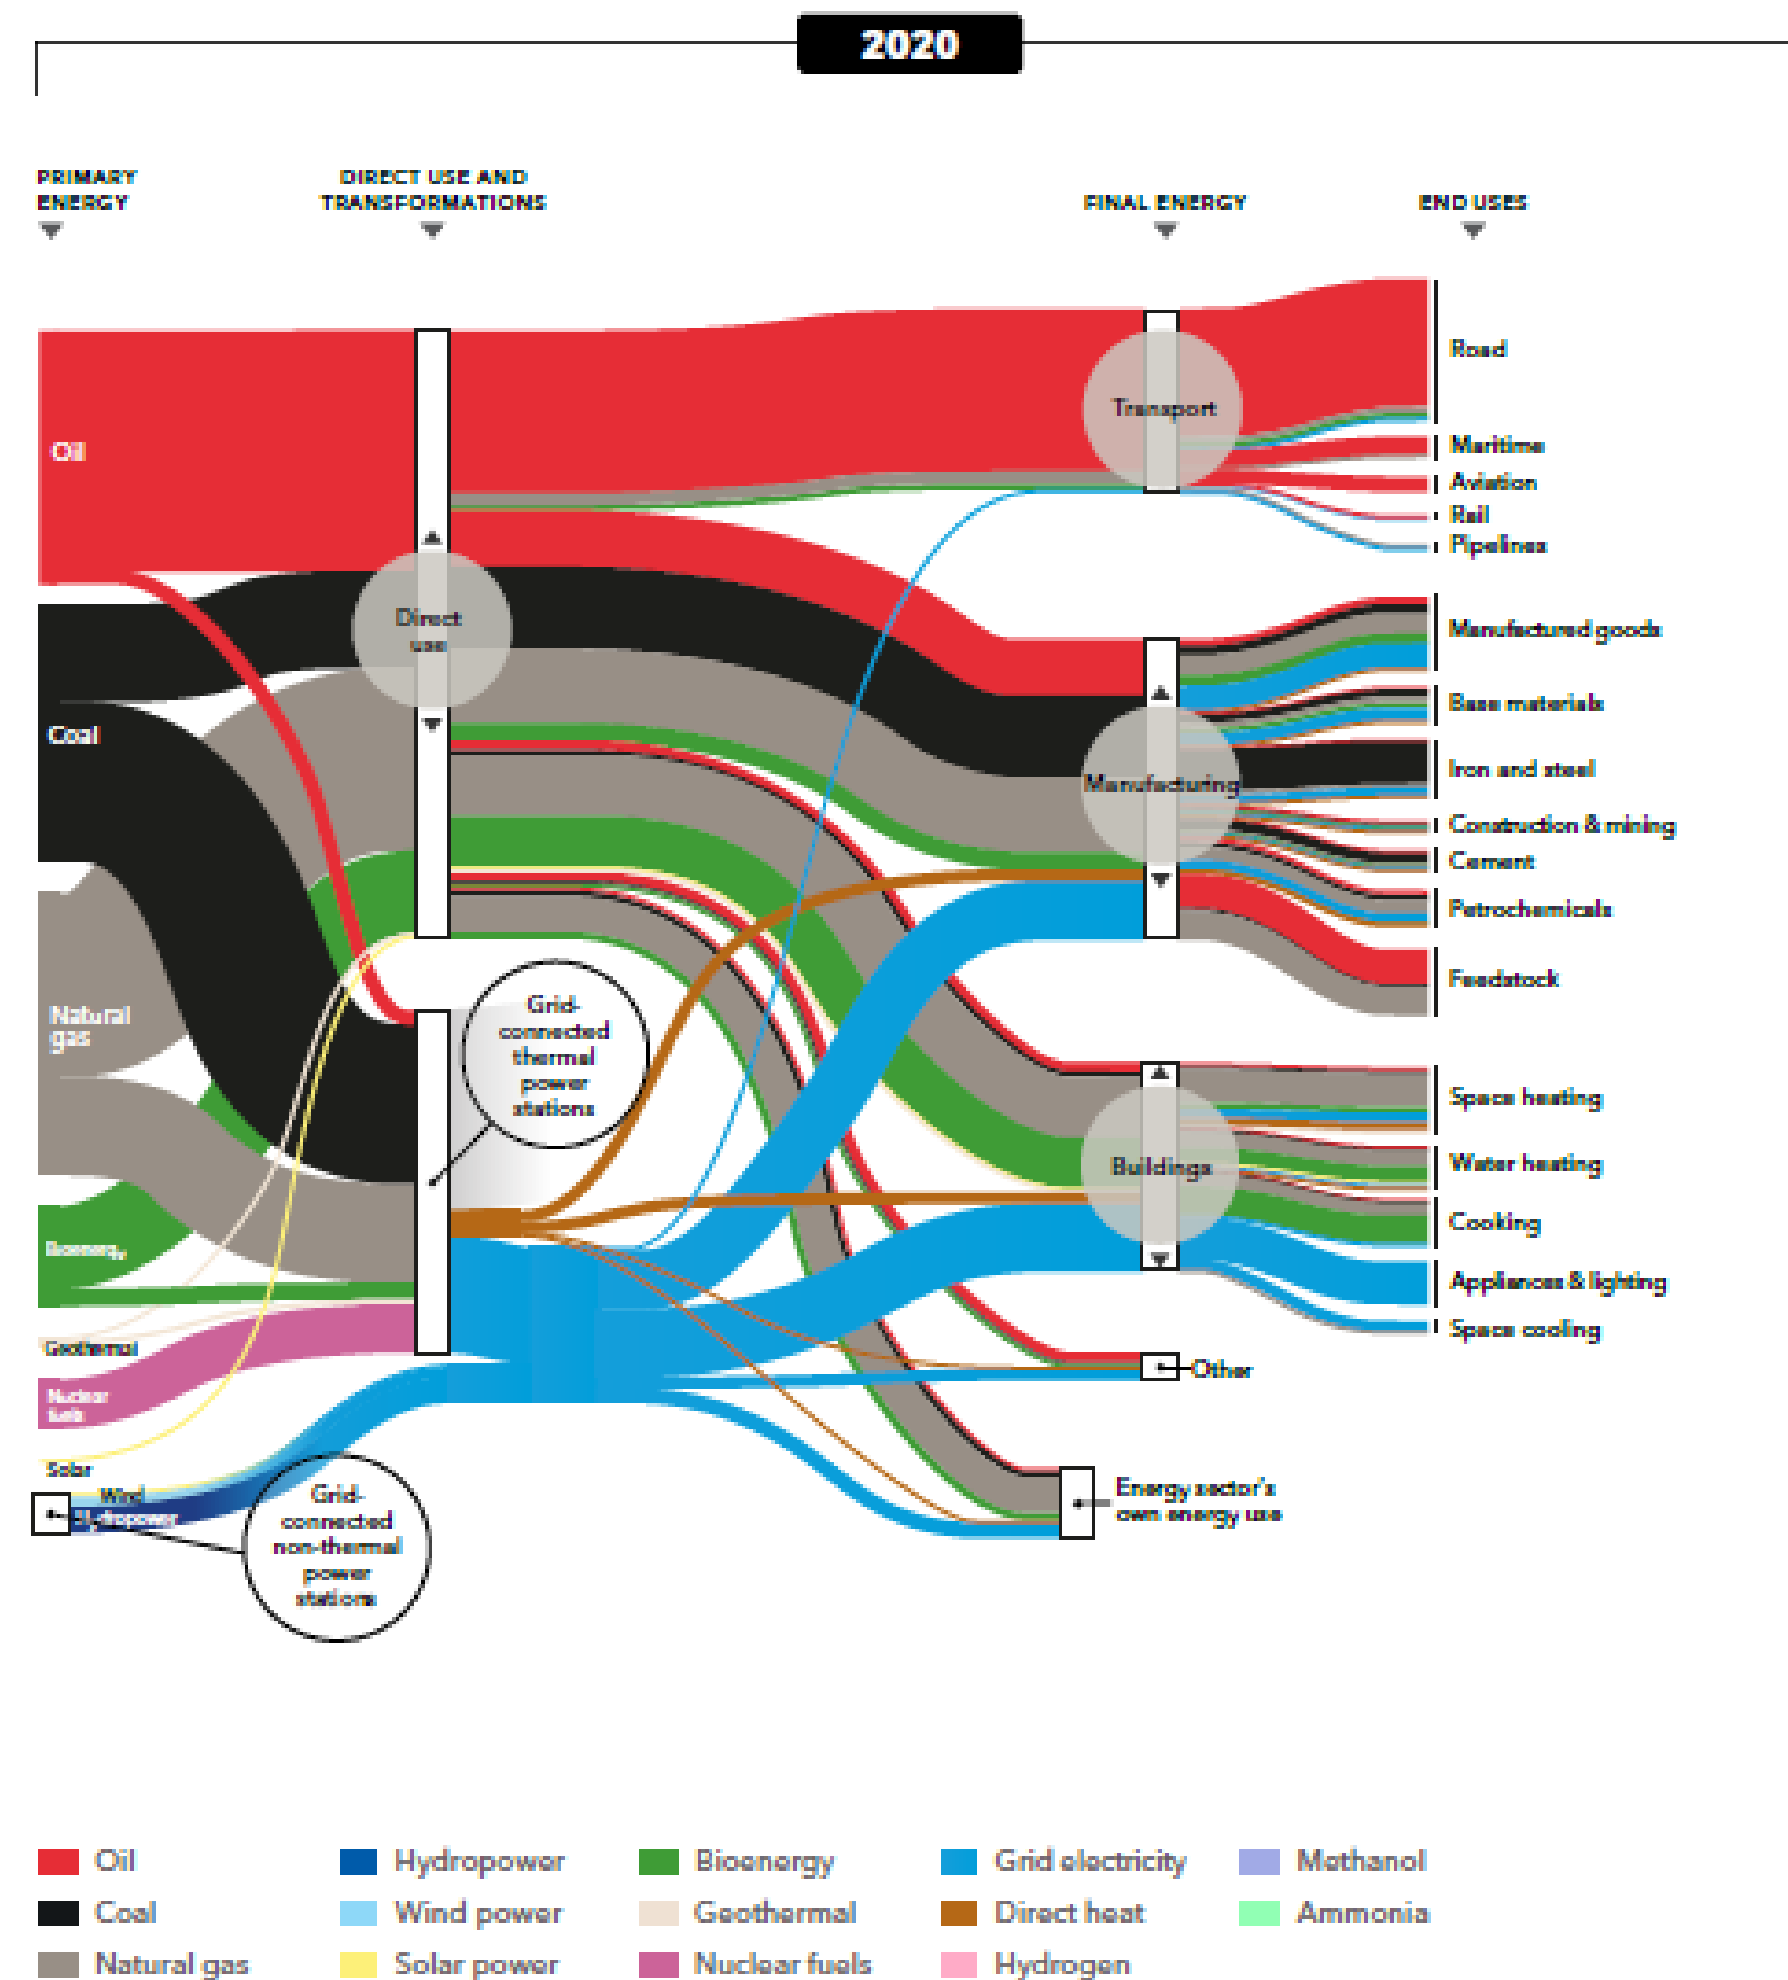 2020
PRIMARY
ENERGY
DIRECT USE AND
TRANSFORMATIONS
FINAL ENERGY
END USES
Oil
Coal
Natural
gas
Bioenergy
Geothermal
Nuclear
fuels
Solar
Wind
Hydropower
Direct
use
Grid-
connected
thermal
power
stations
Grid-
connected
non-thermal
power
stations
Transport
Manufacturing
Buildings
Other
Energy sector's
own energy use
Road
Maritime
Aviation
Rail
Pipelines
Manufactured goods
Base materials
Iron and steel
Construction & mining
Cement
Petrochemicals
Feedstock
Space heating
Water heating
Cooking
Appliances & lighting
Space cooling
Oil
Hydropower
Bioenergy
Grid electricity
Methanol
Coal
Wind power
Geothermal
Direct heat
Ammonia
Natural gas
Solar power
Nuclear fuels
Hydrogen